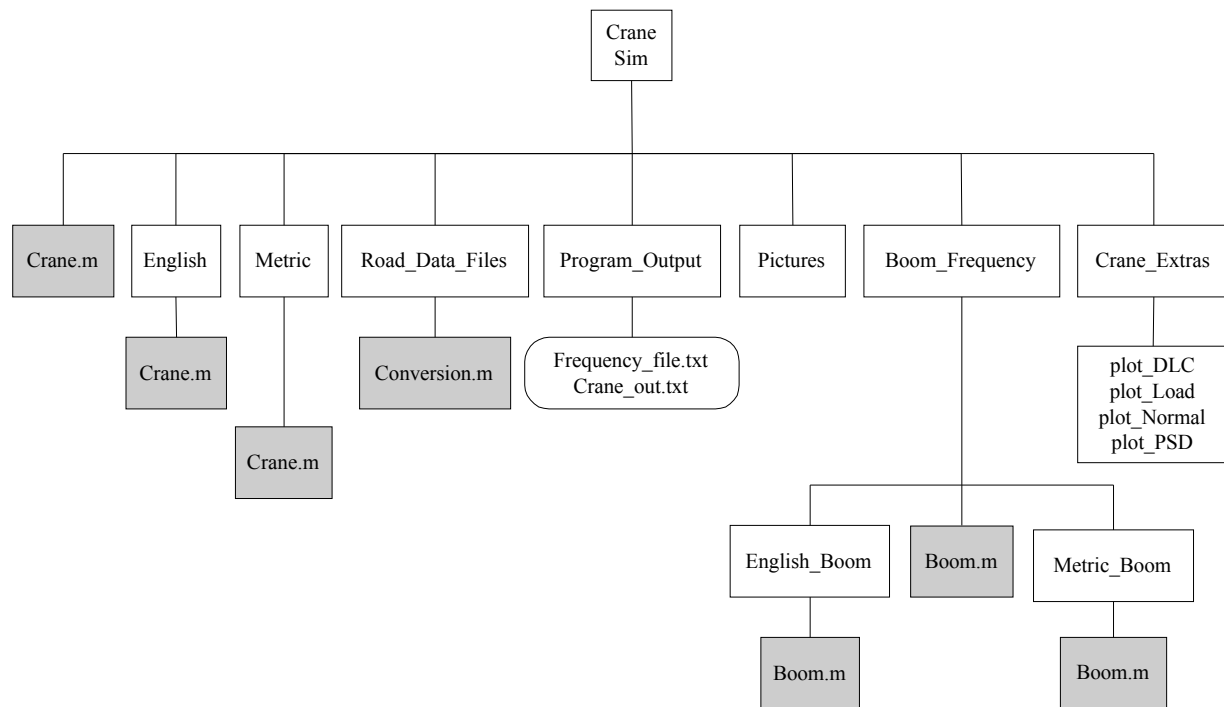 Crane
Sim
Crane.m
English
Metric
Road_Data_Files
Program_Output
Pictures
Boom_Frequency
Crane_Extras
Crane.m
Conversion.m
Frequency_file.txt
Crane_out.txt
plot_DLC
plot_Load
plot_Normal
plot_PSD
Crane.m
English_Boom
Boom.m
Metric_Boom
Boom.m
Boom.m